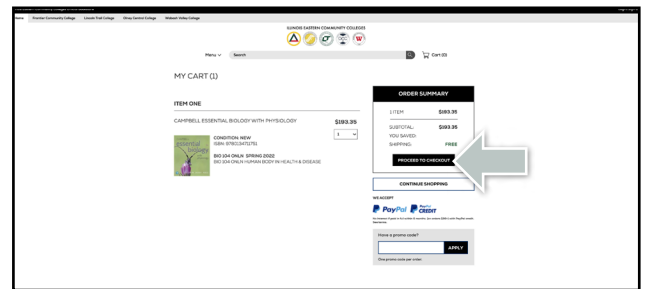 Home Frontier Community College Lincoln Trail College Olney Central College Wabash Valley College
ILLINOIS EASTERN COMMUNITY COLLEGES
Menu Search Cart (0)
MY CART (1)
ITEM ONE
CAMPBELL ESSENTIAL BIOLOGY WITH PHYSIOLOGY $193.35
1
CONDITION: NEW
ISBN: 9780134711751
essential
biology
BIO 104 ONLN SPRING 2022
BIO 104 ONLN HUMAN BODY IN HEALTH & DISEASE
ORDER SUMMARY
1 ITEM $193.35
SUBTOTAL: $193.35
YOU SAVED:
SHIPPING: FREE
PROCEED TO CHECKOUT
CONTINUE SHOPPING
WE ACCEPT
PayPal PayPal CREDIT
Have a promo code?
APPLY
One promo code per order.